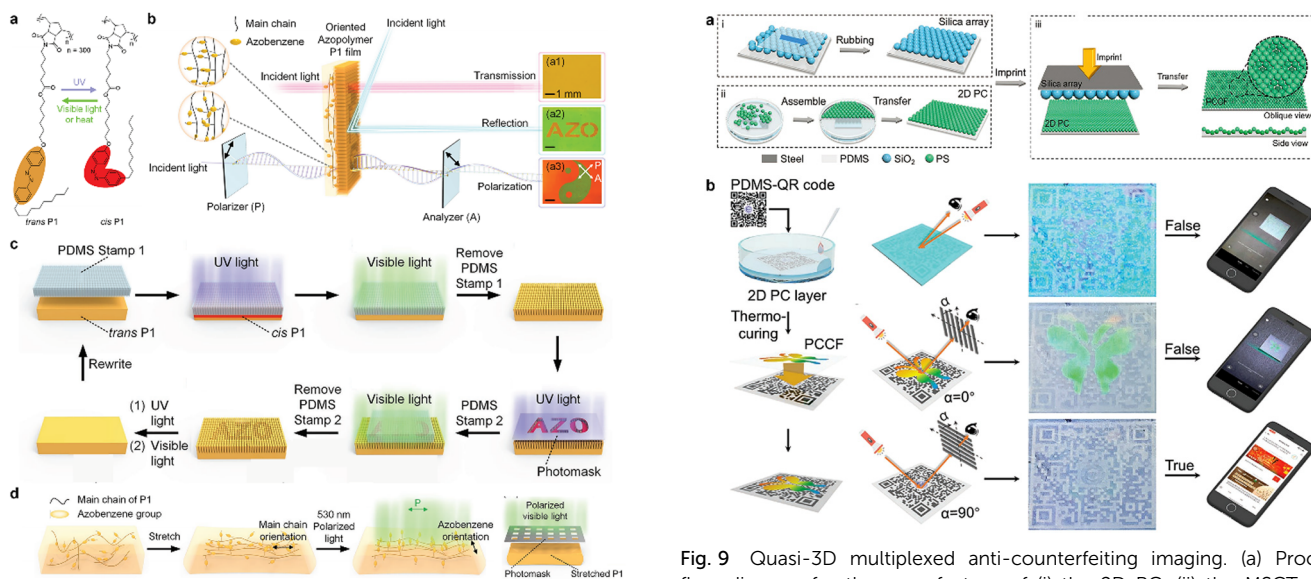 a
n = 300
UV
Visible light
or heat
trans P1
cis P1
b
Main chain
Azobenzene
Oriented
Azopolymer
P1 film
Incident light
Incident light
Transmission
(a1)
1 mm
Reflection
(a2)
AZO
Incident light
Polarizer (P)
Analyzer (A)
Polarization
(a3)
P
A
c
PDMS Stamp 1
trans P1
UV light
cis P1
Visible light
Remove
PDMS
Stamp 1
Rewrite
(1) UV
light
(2) Visible
light
AZO
Remove
PDMS
Stamp 2
Visible light
PDMS
Stamp 2
UV light
AZO
Photomask
d
Main chain of P1
Azobenzene group
Stretch
Main chain
orientation
530 nm
Polarized
light
P
Azobenzene
orientation
Polarized
visible light
Photomask
Stretched P1
a
i
Rubbing
Silica array
ii
Assemble
Transfer
2D PC
Imprint
iii
Imprint
Silica array
2D PC
Transfer
PCCF
Oblique view
Side view
Steel
PDMS
SiO2
PS
b
PDMS-QR code
2D PC layer
Thermo-
curing
PCCF
α
α=0°
α
α=90°
False
False
True
Fig. 9 Quasi-3D multiplexed anti-counterfeiting imaging. (a) Proc